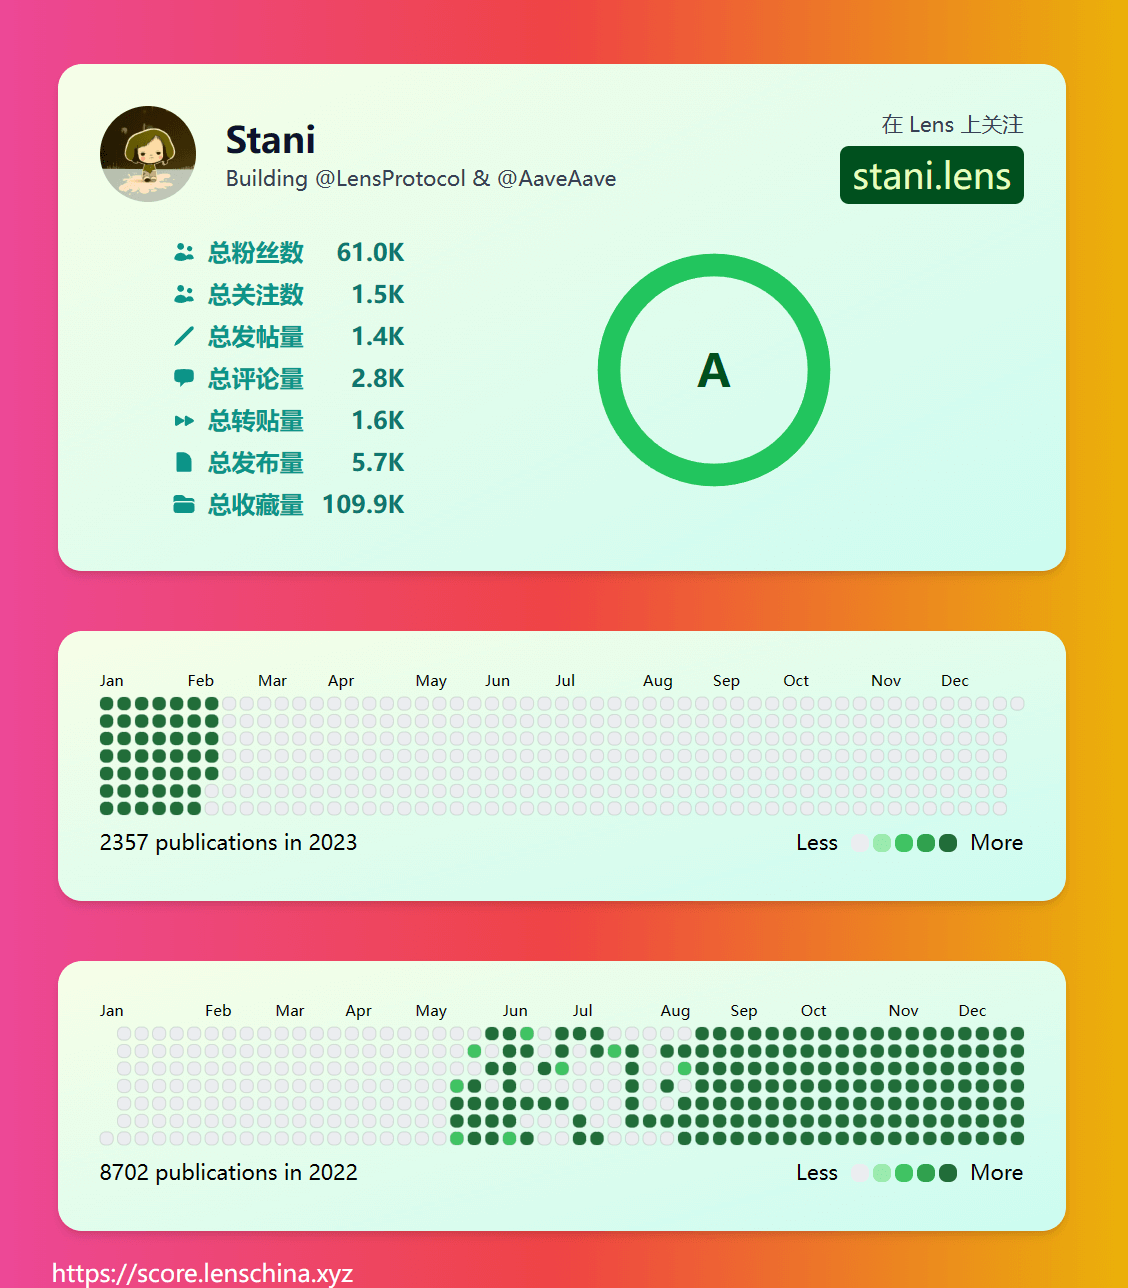 Stani
Building @LensProtocol & @AaveAave
在 Lens 上关注
stani.lens
总粉丝数 61.0K
总关注数 1.5K
总发帖量 1.4K
总评论量 2.8K
总转贴量 1.6K
总发布量 5.7K
总收藏量 109.9K
A
Jan Feb Mar Apr May Jun Jul Aug Sep Oct Nov Dec
2357 publications in 2023 Less More
Jan Feb Mar Apr May Jun Jul Aug Sep Oct Nov Dec
8702 publications in 2022 Less More
https://score.lenschina.xyz